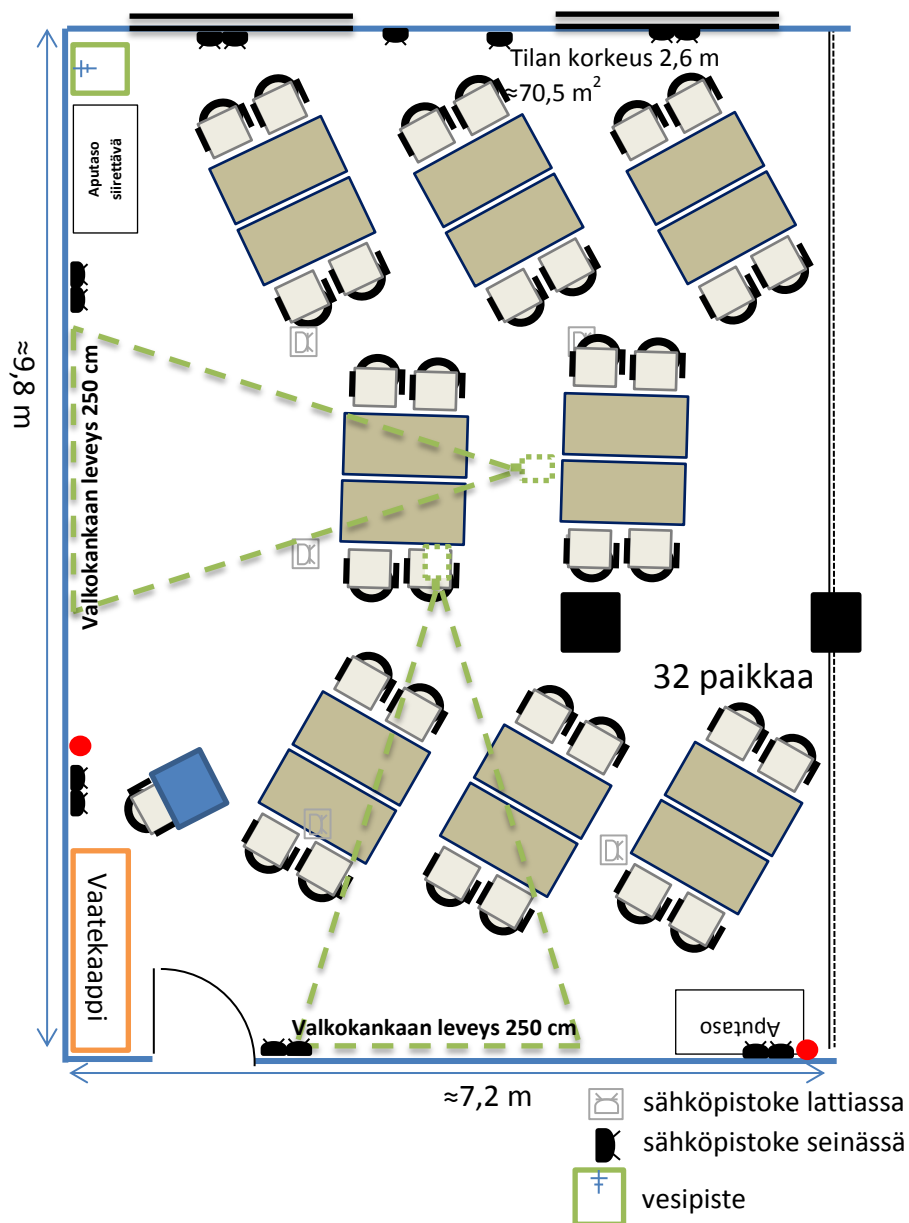 Tilan korkeus 2,6 m
≈70,5 m²
Aputaso
siirettävä
≈9,8 m
Valkokankaan leveys 250 cm
32 paikkaa
Vaatekaappi
Valkokankaan leveys 250 cm
Aputaso
≈7,2 m
sähköpistoke lattiassa
sähköpistoke seinässä
vesipiste